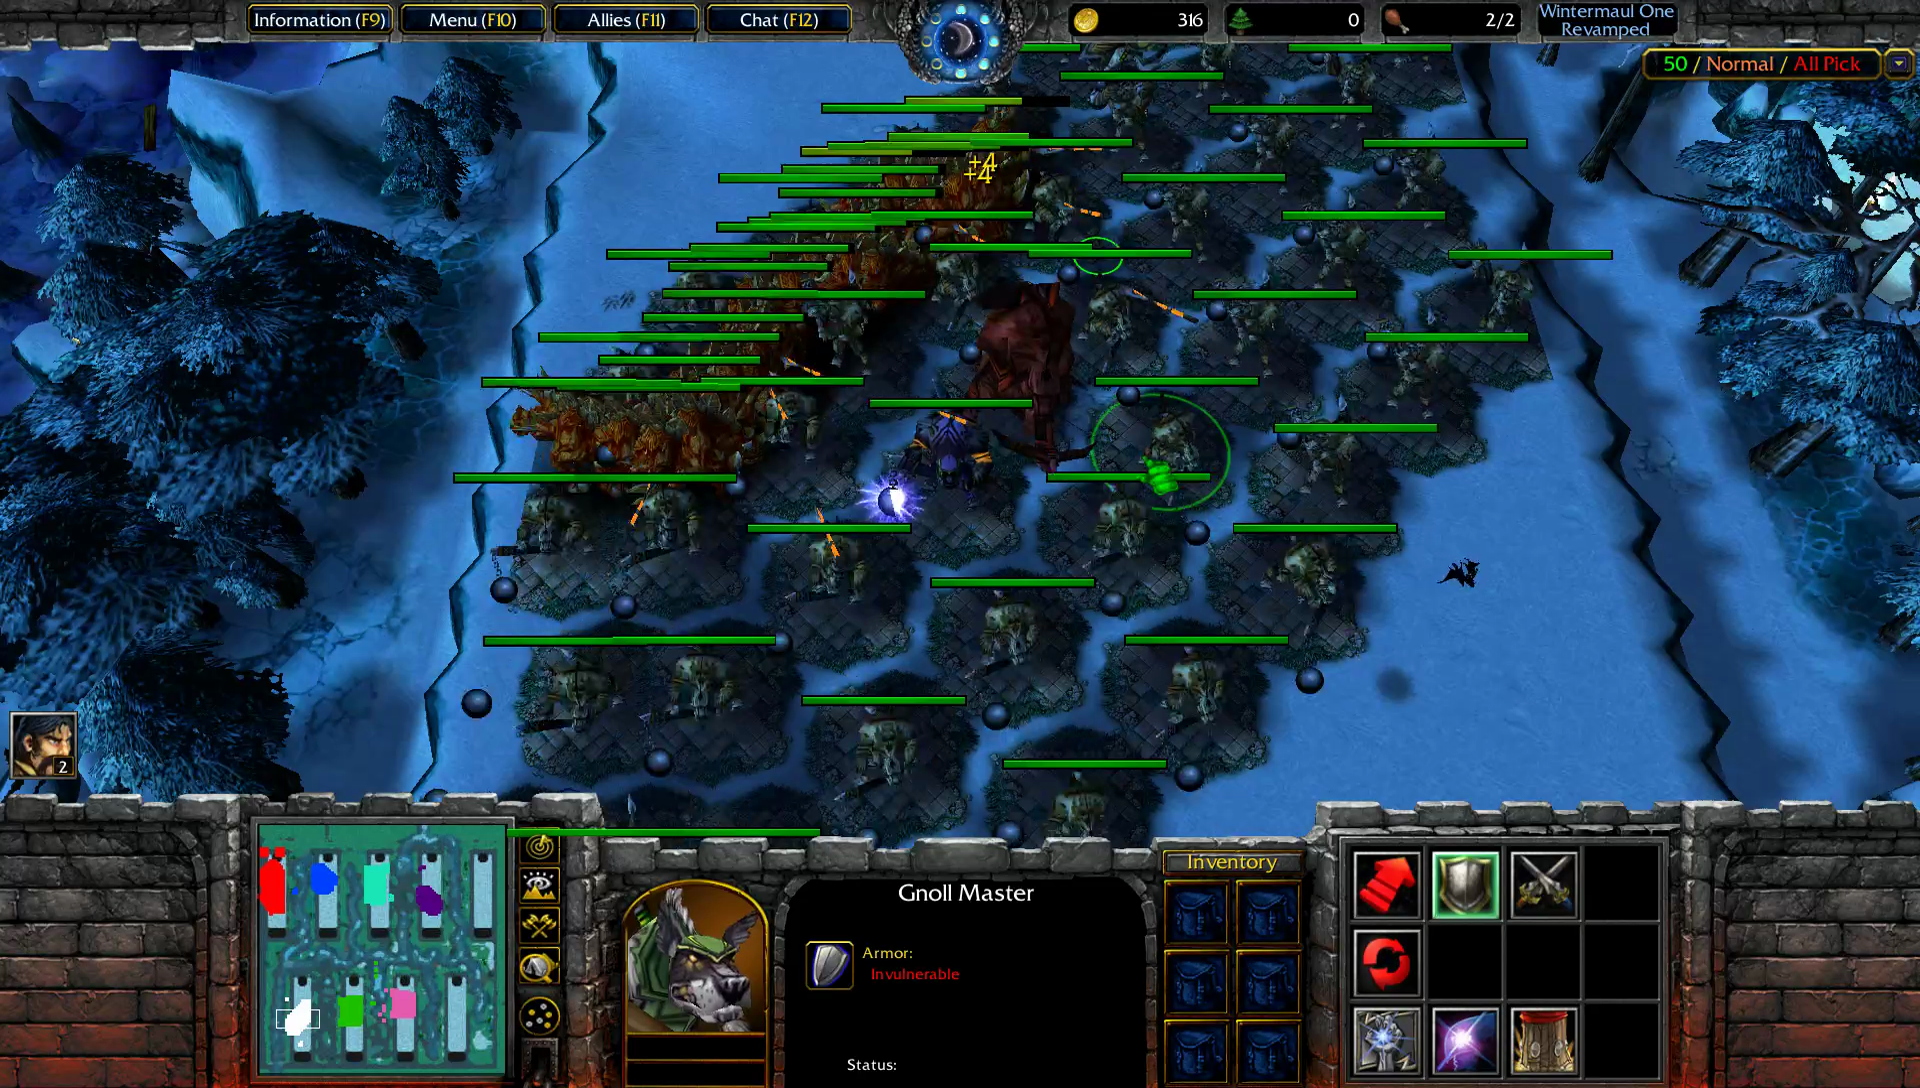 Information (F9)
Menu (F10)
Allies (F11)
Chat (F12)
316
0
2/2
Wintermaul One
Revamped
50 / Normal / All Pick
+4
+4
2
Gnoll Master
Armor:
Invulnerable
Status:
Inventory